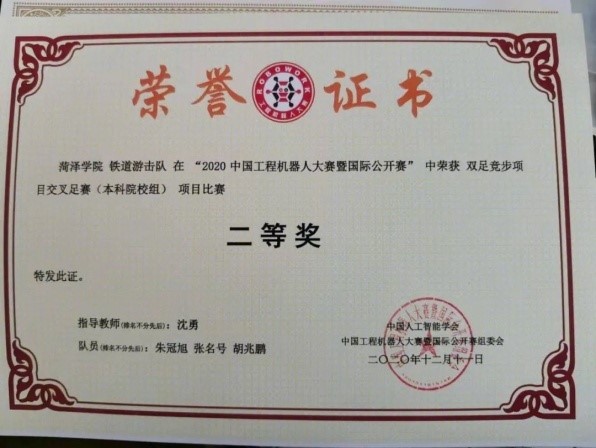 荣誉证书
ROBOWORK
菏泽学院 铁道游击队 在 “2020 中国工程机器人大赛暨国际公开赛” 中荣获 双足竞步项
目交叉足赛（本科院校组） 项目比赛
二等奖
特发此证。
指导教师(排名不分先后)：沈勇
队员(排名不分先后)：朱冠旭 张名号 胡兆鹏
中国人工智能学会
中国工程机器人大赛暨国际公开赛组委会
二〇二〇年十二月十一日